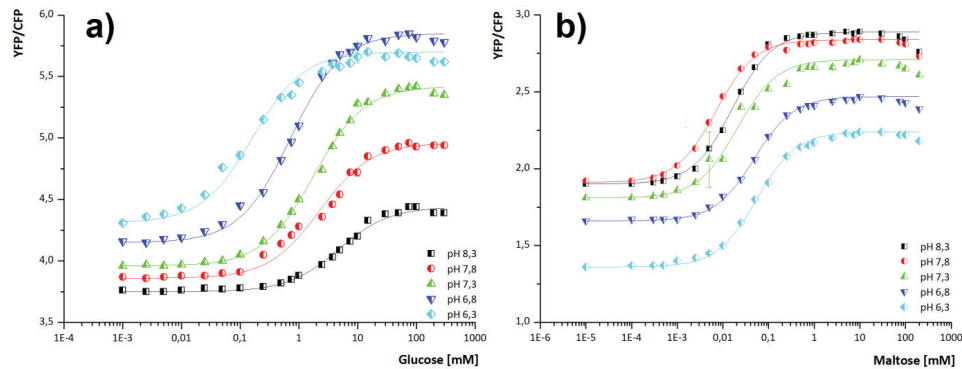 a)
YFP/CFP
6,0
5,5
5,0
4,5
4,0
3,5
1E-4 1E-3 0,01 0,1 1 10 100 1000
Glucose [mM]
pH 8,3
pH 7,8
pH 7,3
pH 6,8
pH 6,3
b)
YFP/CFP
3,0
2,5
2,0
1,5
1,0
1E-6 1E-5 1E-4 1E-3 0,01 0,1 1 10 100
Maltose [mM]
pH 8,3
pH 7,8
pH 7,3
pH 6,8
pH 6,3